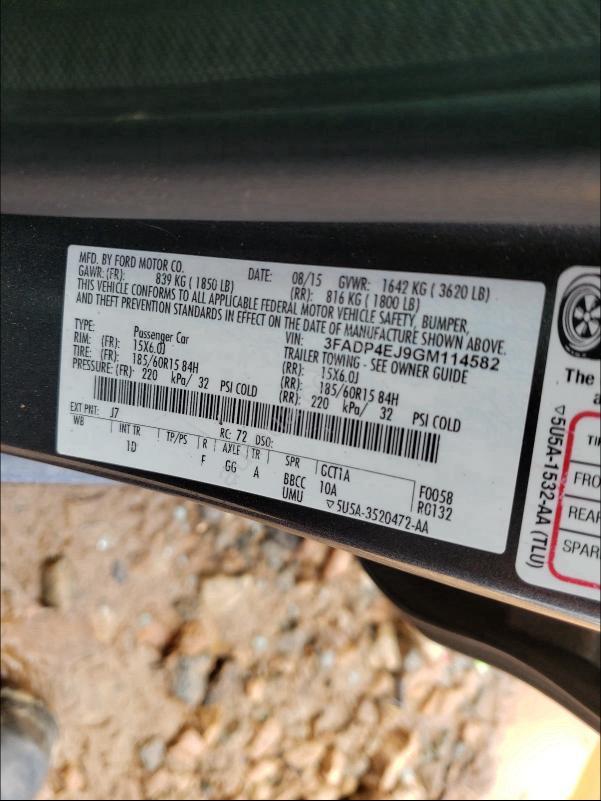 MFD. BY FORD MOTOR CO.
DATE: 08/15 GVWR: 1642 KG ( 3620 LB)
GAWR: (FR): 839 KG ( 1850 LB) (RR): 816 KG ( 1800 LB)
THIS VEHICLE CONFORMS TO ALL APPLICABLE FEDERAL MOTOR VEHICLE SAFETY, BUMPER,
AND THEFT PREVENTION STANDARDS IN EFFECT ON THE DATE OF MANUFACTURE SHOWN ABOVE.
VIN: 3FADP4EJ9GM114582
TYPE: Passenger Car TRAILER TOWING - SEE OWNER GUIDE
RIM: (FR): 15X6.0J (RR): 15X6.0J
TIRE: (FR): 185/60R15 84H (RR): 185/60R15 84H
PRESSURE: (FR): 220 kPa/ 32 PSI COLD (RR): 220 kPa/ 32 PSI COLD
EXT PNT: J7 RC: 72 DSO:
WB INT TR TP/PS R AXLE TR SPR GCT1A F0058
1D F GG A BBCC 10A RG132
UMU ▽5U5A-3520472-AA
The
a
TI
FRO
REAR
SPAR
▽5U5A-1532-AA (TLU)